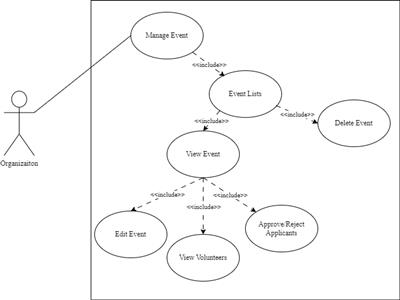 Manage Event
<<include>>
Event Lists
<<include>>
<<include>>
Delete Event
View Event
Organizaiton
<<include>>
<<include>>
<<include>>
Edit Event
View Volunteers
Approve/Reject
Applicants